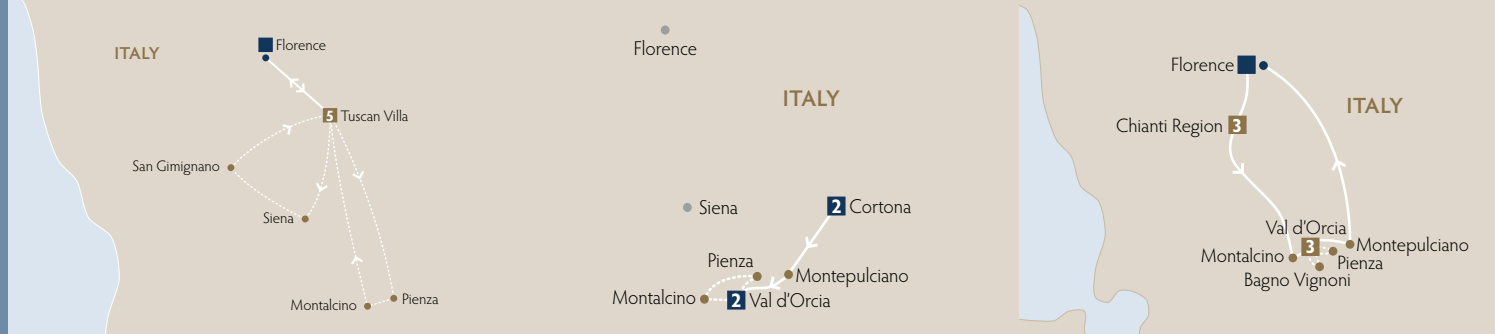 ITALY
Florence
5 Tuscan Villa
San Gimignano
Siena
Montalcino
Pienza
Florence
ITALY
Siena
2 Cortona
Pienza
Montepulciano
Montalcino
2 Val d'Orcia
Florence
ITALY
Chianti Region 3
Val d'Orcia
3
Montepulciano
Montalcino
Pienza
Bagno Vignoni